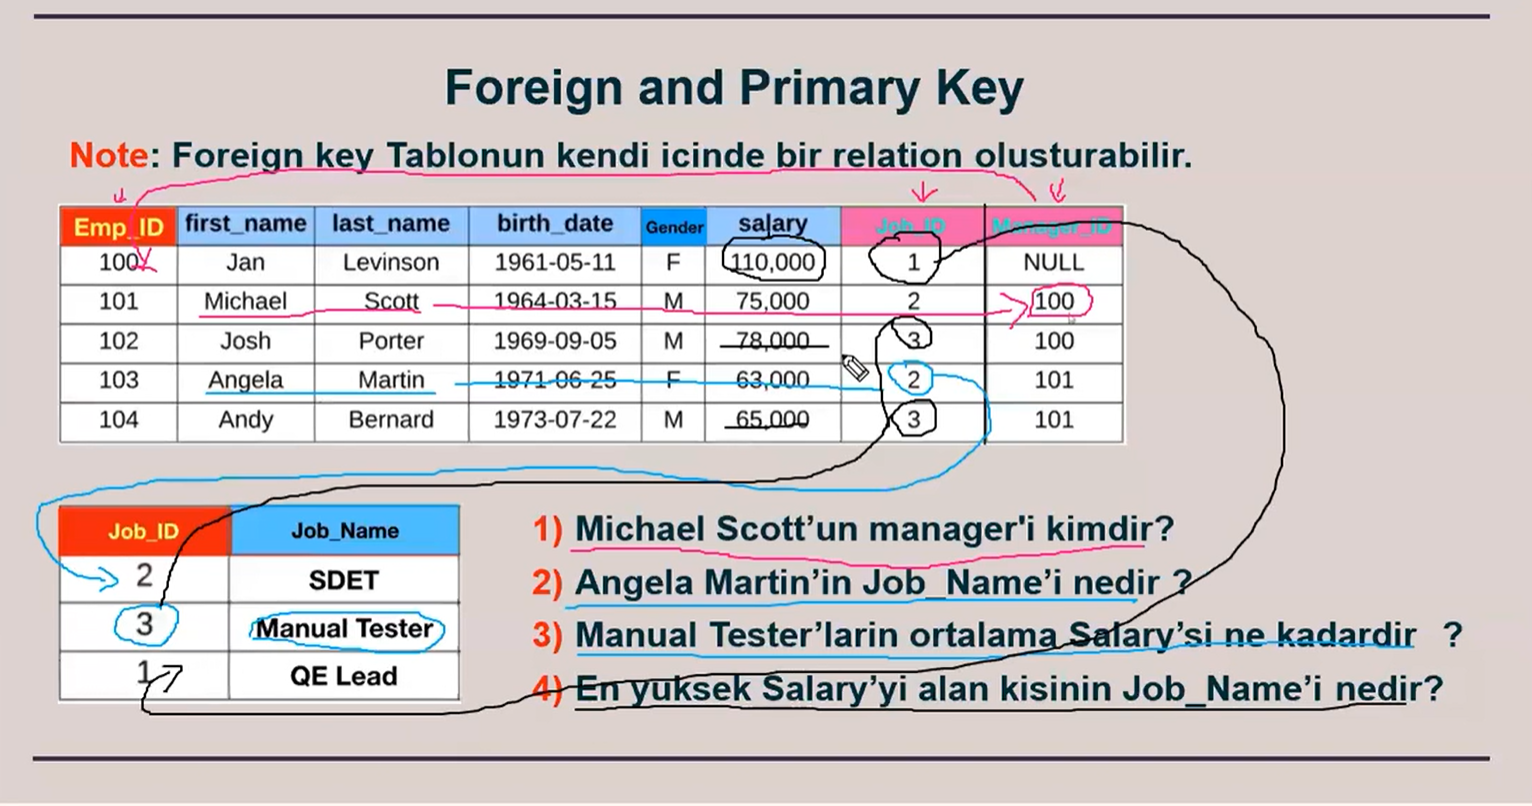 Foreign and Primary Key
Note: Foreign key Tablonun kendi icinde bir relation olusturabilir.
Emp_ID first_name last_name birth_date Gender salary Job_ID Manager_ID
100 Jan Levinson 1961-05-11 F 110,000 1 NULL
101 Michael Scott 1964-03-15 M 75,000 2 100
102 Josh Porter 1969-09-05 M 78,000 3 100
103 Angela Martin 1971-06-25 F 63,000 2 101
104 Andy Bernard 1973-07-22 M 65,000 3 101
Job_ID Job_Name
2 SDET
3 Manual Tester
1 QE Lead
1) Michael Scott’un manager'i kimdir?
2) Angela Martin’in Job_Name’i nedir ?
3) Manual Tester’larin ortalama Salary’si ne kadardir ?
4) En yuksek Salary’yi alan kisinin Job_Name’i nedir?